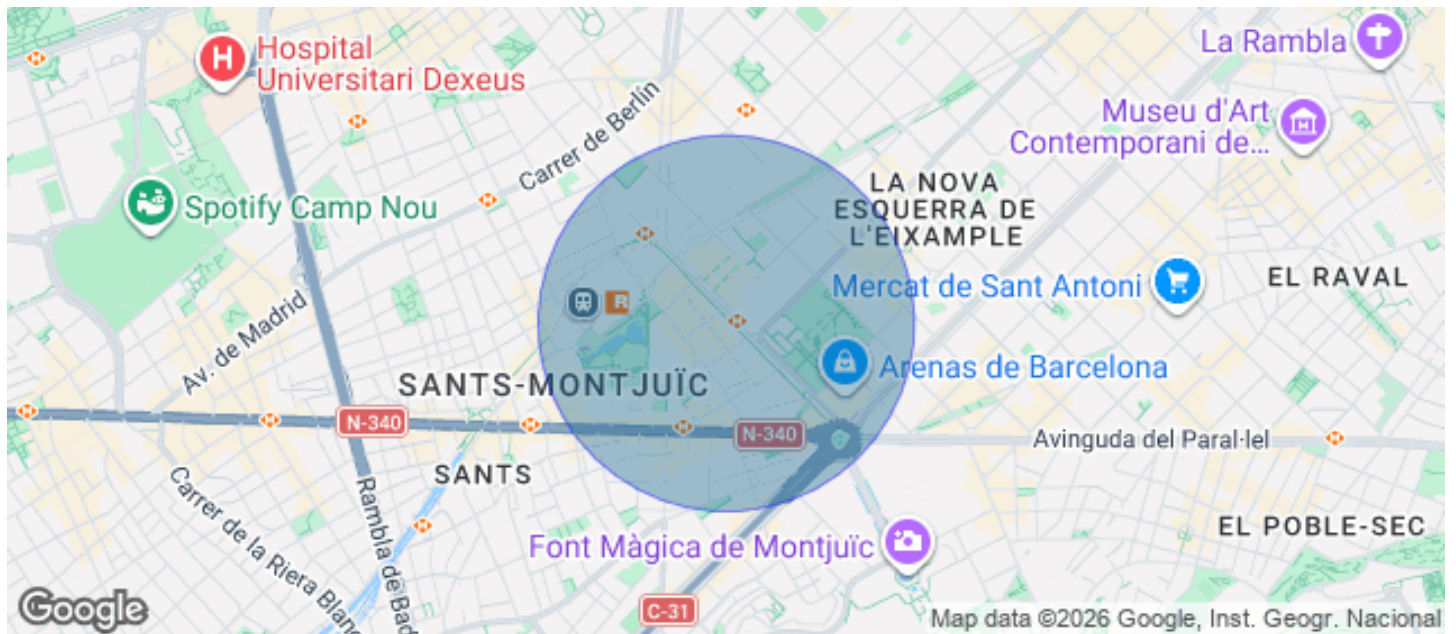 Hospital
Universitari Dexeus
La Rambla
Museu d'Art
Contemporani de...
Carrer de Berlín
Spotify Camp Nou
LA NOVA
ESQUERRA DE
L'EIXAMPLE
Mercat de Sant Antoni
EL RAVAL
R
Av. de Madrid
Arenas de Barcelona
SANTS-MONTJUÏC
N-340
N-340
Avinguda del Paral·lel
SANTS
Carrer de la Riera Blanc
Rambla de Bad
EL POBLE-SEC
Font Màgica de Montjuïc
C-31
Google
Map data ©2026 Google, Inst. Geogr. Nacional